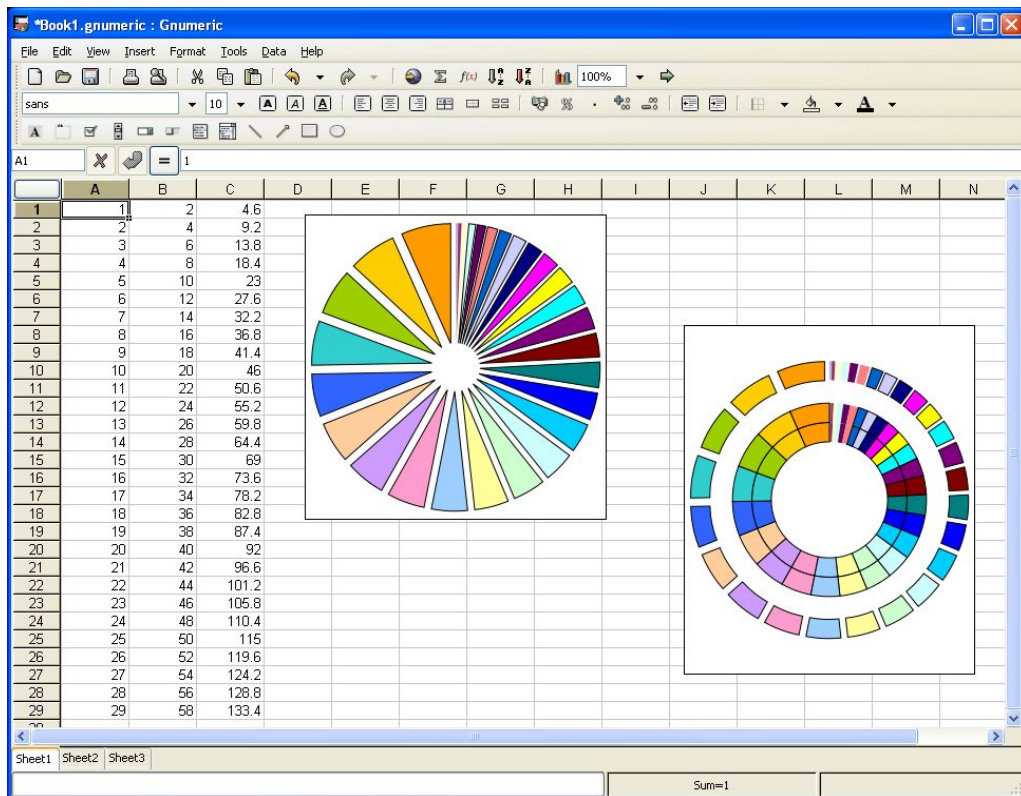 *Book1.gnumeric : Gnumeric
File Edit View Insert Format Tools Data Help
Σ f(x) 100%
sans 10 A A A % A
A
A1 = 1
A B C D E F G H I J K L M N
1 1 2 4.6
2 2 4 9.2
3 3 6 13.8
4 4 8 18.4
5 5 10 23
6 6 12 27.6
7 7 14 32.2
8 8 16 36.8
9 9 18 41.4
10 10 20 46
11 11 22 50.6
12 12 24 55.2
13 13 26 59.8
14 14 28 64.4
15 15 30 69
16 16 32 73.6
17 17 34 78.2
18 18 36 82.8
19 19 38 87.4
20 20 40 92
21 21 42 96.6
22 22 44 101.2
23 23 46 105.8
24 24 48 110.4
25 25 50 115
26 26 52 119.6
27 27 54 124.2
28 28 56 128.8
29 29 58 133.4
Sheet1 Sheet2 Sheet3
Sum=1